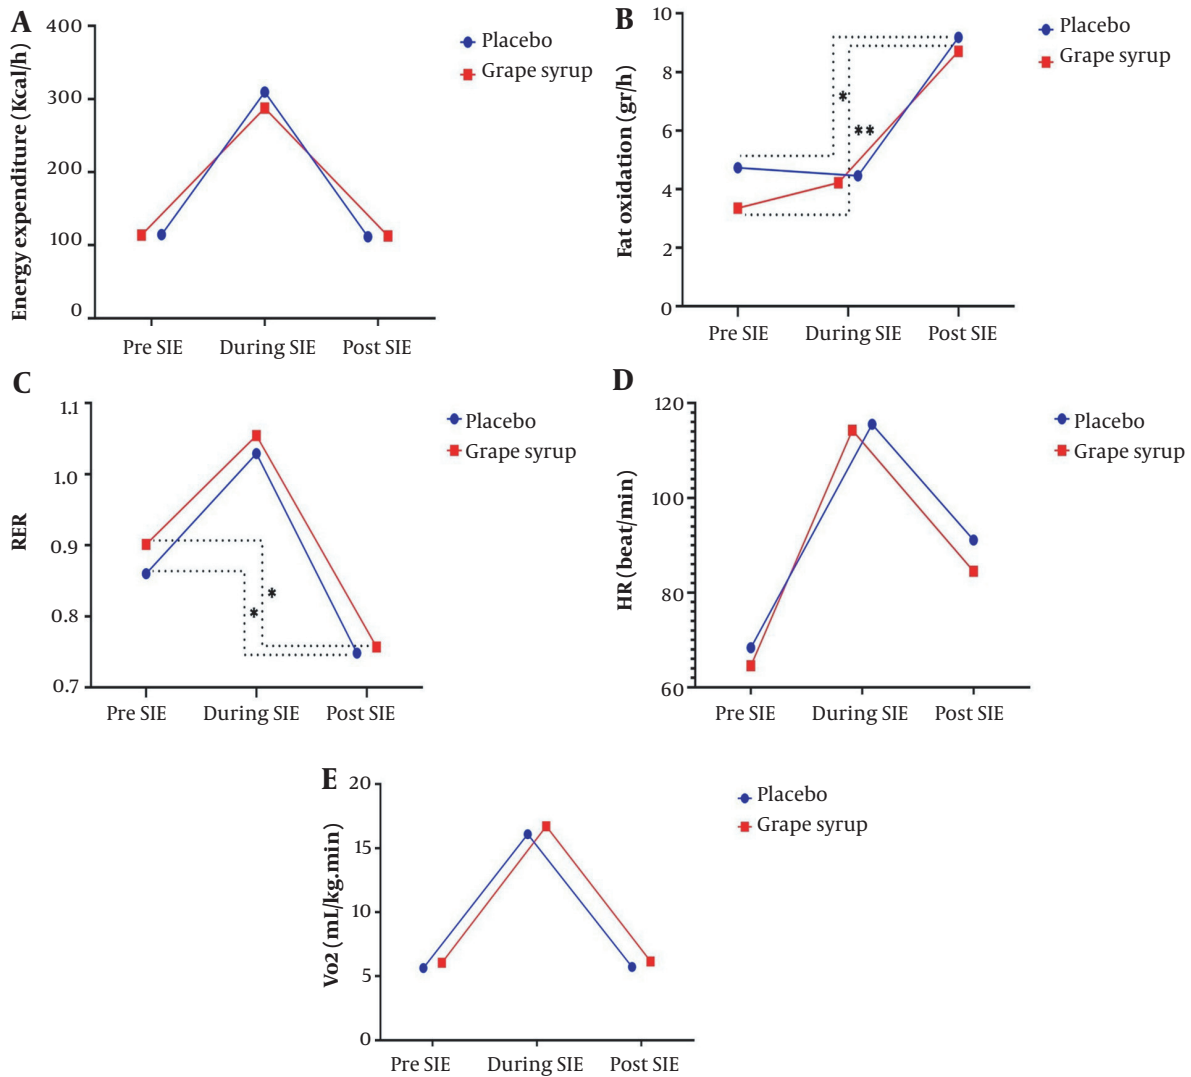 A
Energy expenditure (Kcal/h)
400
300
200
100
0
Pre SIE
During SIE
Post SIE
Placebo
Grape syrup
B
Fat oxidation (gr/h)
10
8
6
4
2
0
*
**
Pre SIE
During SIE
Post SIE
Placebo
Grape syrup
C
RER
1.1
1.0
0.9
0.8
0.7
*
*
Pre SIE
During SIE
Post SIE
Placebo
Grape syrup
D
HR (beat/min)
120
100
80
60
Pre SIE
During SIE
Post SIE
Placebo
Grape syrup
E
Vo2 (mL/kg.min)
20
15
10
5
0
Pre SIE
During SIE
Post SIE
Placebo
Grape syrup